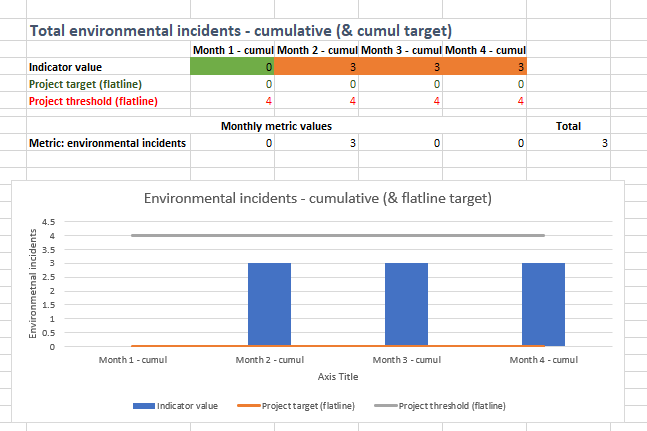 Total environmental incidents - cumulative (& cumul target)
Month 1 - cumul Month 2 - cumul Month 3 - cumul Month 4 - cumul
Indicator value 0 3 3 3
Project target (flatline) 0 0 0 0
Project threshold (flatline) 4 4 4 4
Monthly metric values Total
Metric: environmental incidents 0 3 0 0 3
Environmental incidents - cumulative (& flatline target)
Environmetnal incidents
4.5
4
3.5
3
2.5
2
1.5
1
0.5
0
Month 1 - cumul Month 2 - cumul Month 3 - cumul Month 4 - cumul
Axis Title
Indicator value Project target (flatline) Project threshold (flatline)